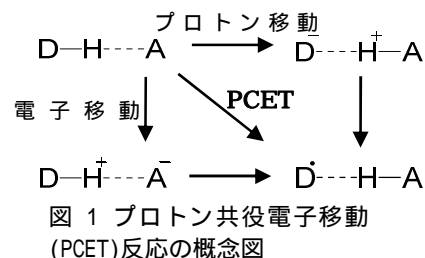 プロトン移動
D—H----A
D⁻----H⁺—A
電子移動
PCET
D—H⁺----A⁻
D•----H—A
図 1 プロトン共役電子移動
(PCET)反応の概念図